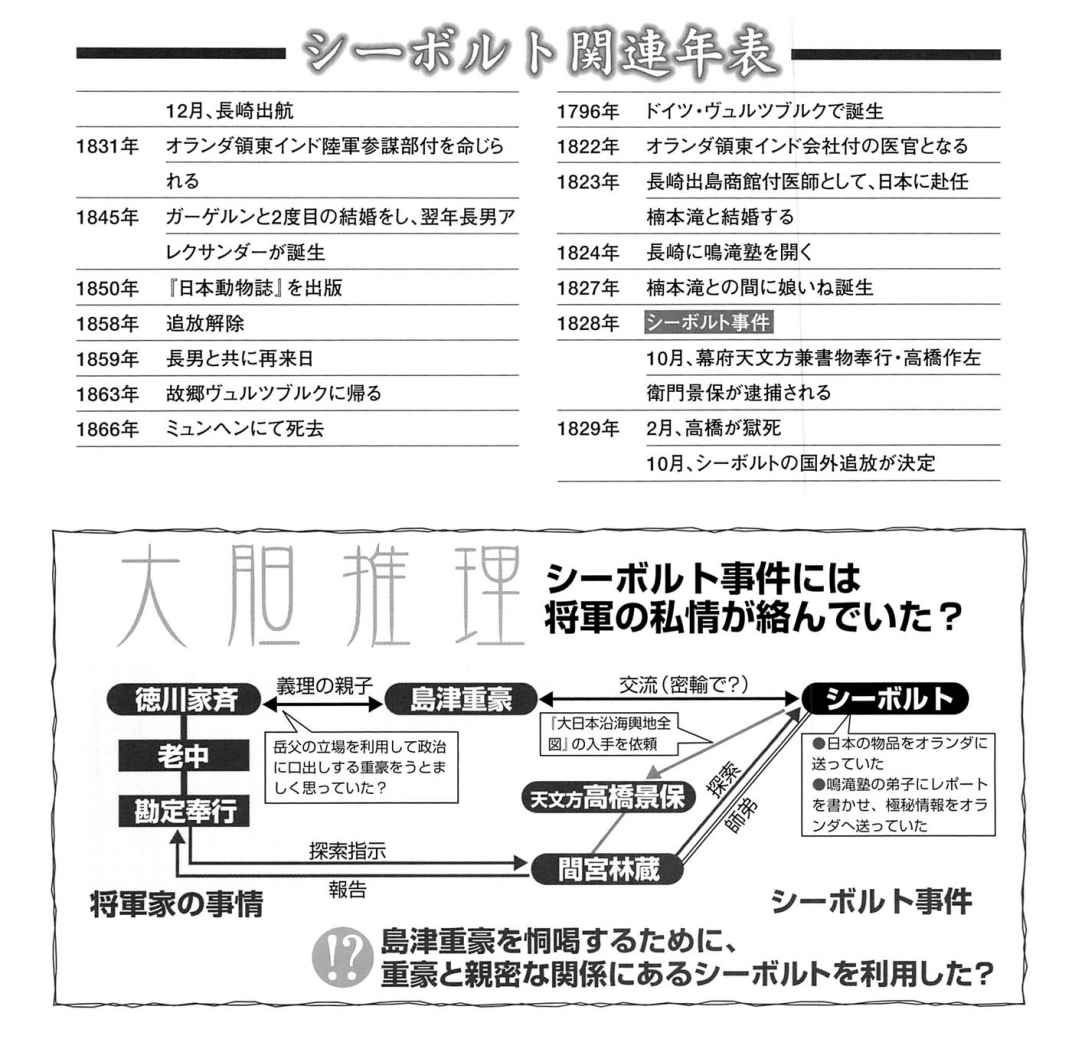 シーボルト関連年表
1796年 ドイツ・ヴュルツブルクで誕生
1822年 オランダ領東インド会社付の医官となる
1823年 長崎出島商館付医師として、日本に赴任
楠本滝と結婚する
1824年 長崎に鳴滝塾を開く
1827年 楠本滝との間に娘いね誕生
1828年 シーボルト事件
10月、幕府天文方兼書物奉行・高橋作左
衛門景保が逮捕される
1829年 2月、高橋が獄死
10月、シーボルトの国外追放が決定
12月、長崎出航
1831年 オランダ領東インド陸軍参謀部付を命じら
れる
1845年 ガーゲルンと2度目の結婚をし、翌年長男ア
レクサンダーが誕生
1850年 『日本動物誌』を出版
1858年 追放解除
1859年 長男と共に再来日
1863年 故郷ヴュルツブルクに帰る
1866年 ミュンヘンにて死去
大胆推理
シーボルト事件には
将軍の私情が絡んでいた？
徳川家斉
義理の親子
島津重豪
交流（密輸で？）
シーボルト
老中
勘定奉行
岳父の立場を利用して政治
に口出しする重豪をうとま
しく思っていた？
『大日本沿海輿地全
図』の入手を依頼
天文方高橋景保
探索
師弟
●日本の物品をオランダに
送っていた
●鳴滝塾の弟子にレポート
を書かせ、極秘情報をオラ
ンダへ送っていた
探索指示
報告
間宮林蔵
将軍家の事情
シーボルト事件
!?
島津重豪を恫喝するために、
重豪と親密な関係にあるシーボルトを利用した？